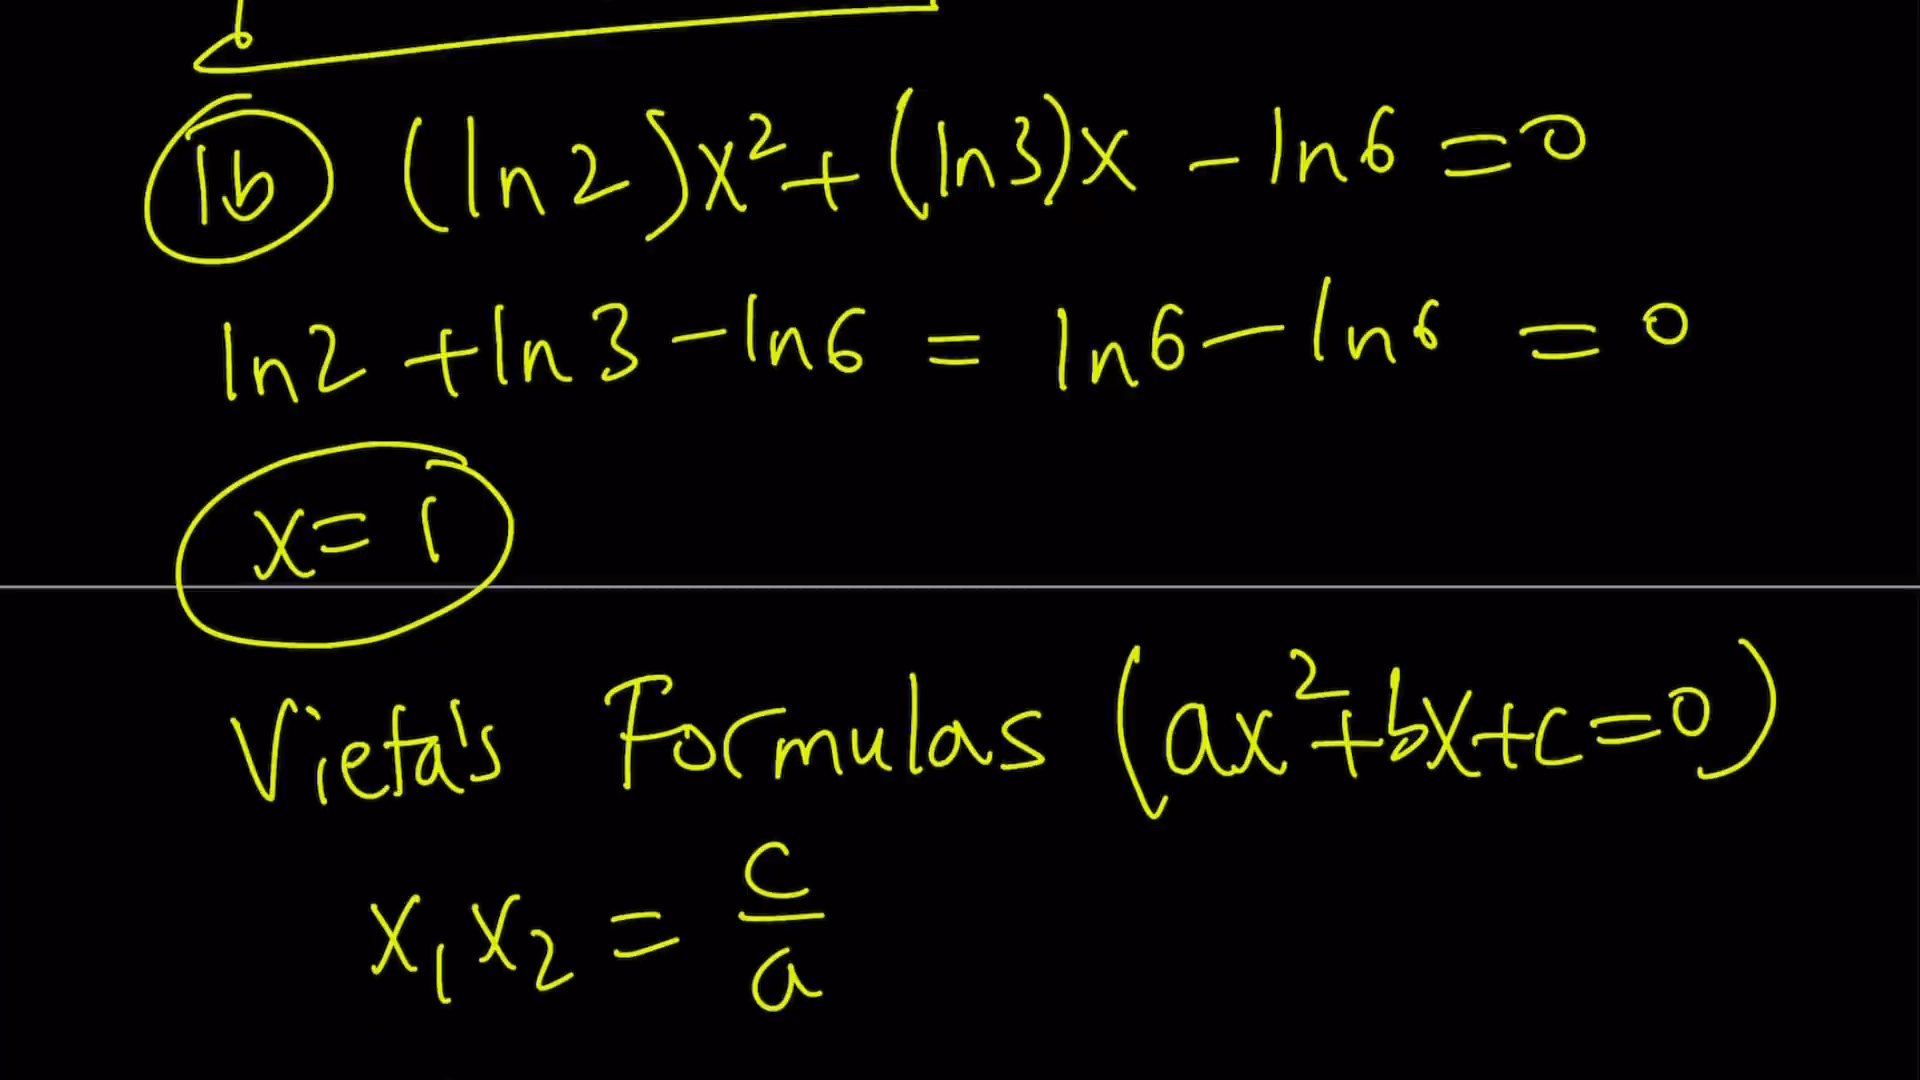 1b (ln2)x²+(ln3)x - ln6 =0
ln2 +ln3 -ln6 = ln6-ln6 = 0
x= 1
Vieta's Formulas (ax²+bx+c=0)
x₁x₂ = c/a